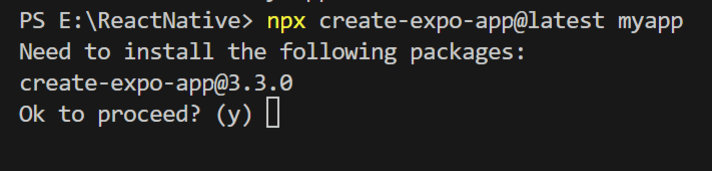 PS E:\ReactNative> npx create-expo-app@latest myapp
Need to install the following packages:
create-expo-app@3.3.0
Ok to proceed? (y)